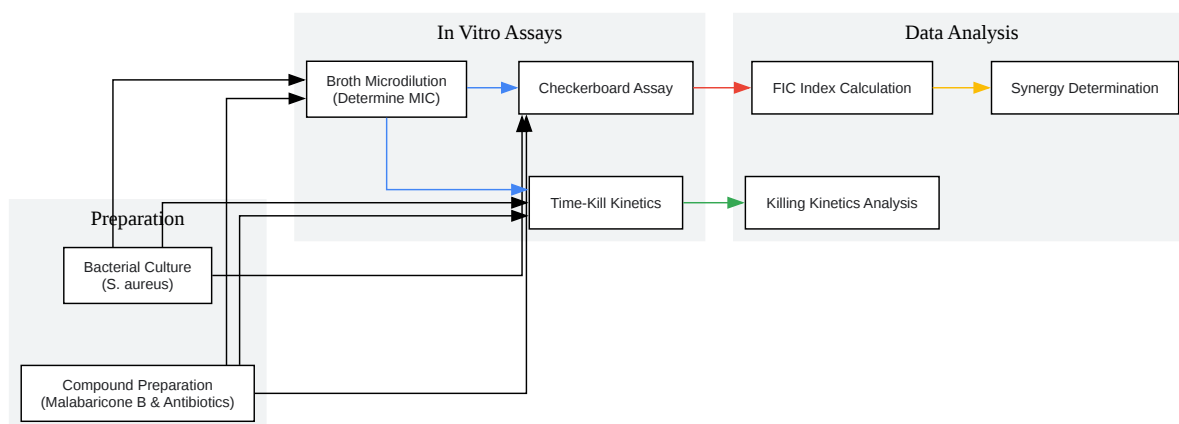 In Vitro Assays
Data Analysis
Broth Microdilution
(Determine MIC)
Checkerboard Assay
FIC Index Calculation
Synergy Determination
Time-Kill Kinetics
Killing Kinetics Analysis
Preparation
Bacterial Culture
(S. aureus)
Compound Preparation
(Malabaricone B & Antibiotics)